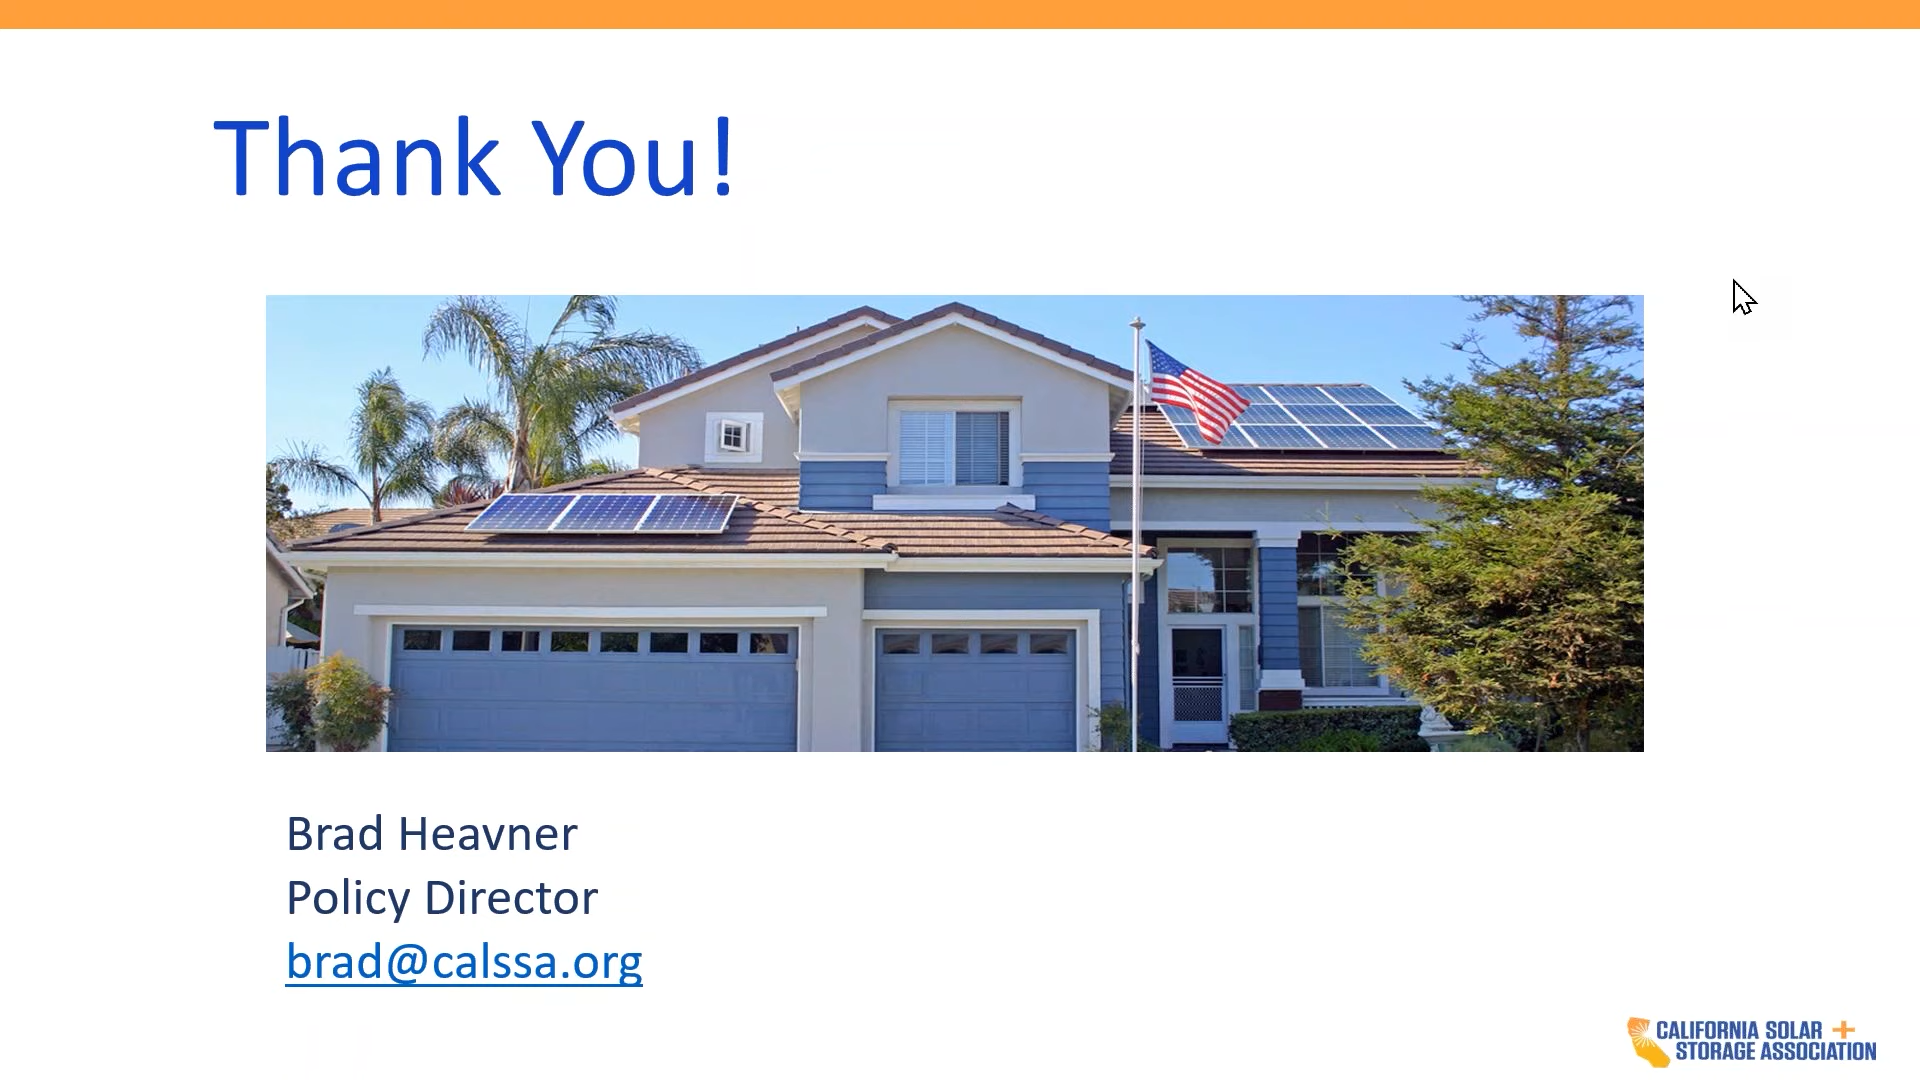 Thank You!
Brad Heavner
Policy Director
brad@calssa.org
CALIFORNIA SOLAR +
STORAGE ASSOCIATION